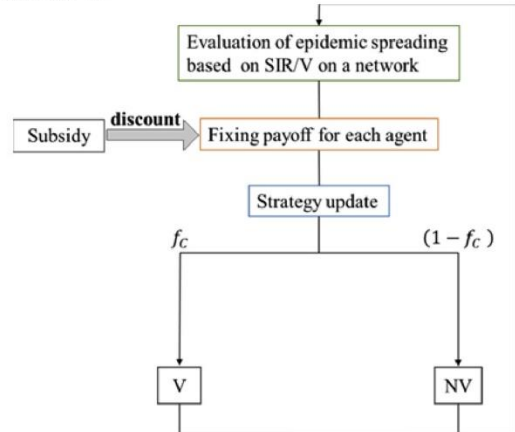 Evaluation of epidemic spreading
based on SIR/V on a network
discount
Subsidy
Fixing payoff for each agent
Strategy update
f_C
(1 − f_C)
V
NV